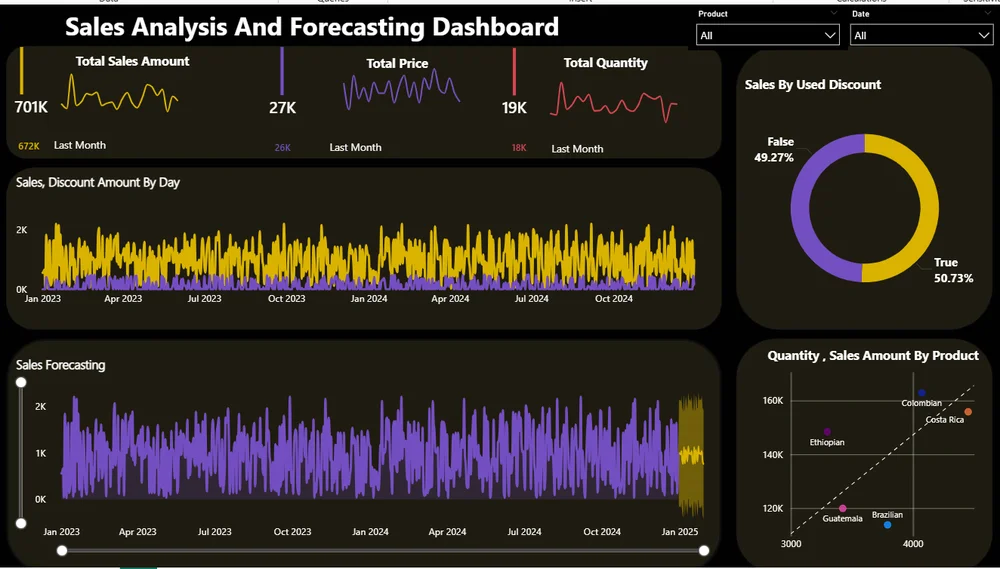 Data Queries Insert Calculations
Sales Analysis And Forecasting Dashboard
Product
All
Date
All
Total Sales Amount
701K
672K Last Month
Total Price
27K
26K Last Month
Total Quantity
19K
18K Last Month
Sales By Used Discount
False
49.27%
True
50.73%
Sales, Discount Amount By Day
2K
0K
Jan 2023 Apr 2023 Jul 2023 Oct 2023 Jan 2024 Apr 2024 Jul 2024 Oct 2024
Sales Forecasting
2K
1K
0K
Jan 2023 Apr 2023 Jul 2023 Oct 2023 Jan 2024 Apr 2024 Jul 2024 Oct 2024 Jan 2025
Quantity , Sales Amount By Product
160K
140K
120K
Colombian
Costa Rica
Ethiopian
Guatemala
Brazilian
3000 4000